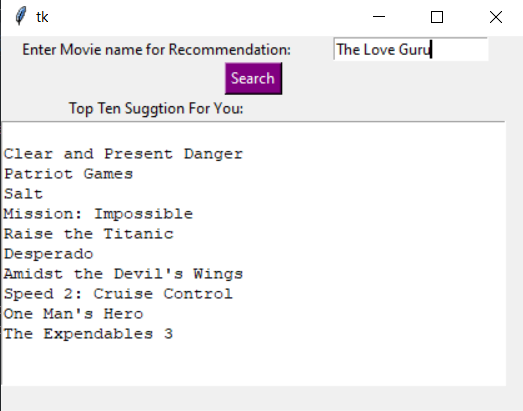 tk
Enter Movie name for Recommendation: The Love Guru
Search
Top Ten Suggtion For You:
Clear and Present Danger
Patriot Games
Salt
Mission: Impossible
Raise the Titanic
Desperado
Amidst the Devil's Wings
Speed 2: Cruise Control
One Man's Hero
The Expendables 3